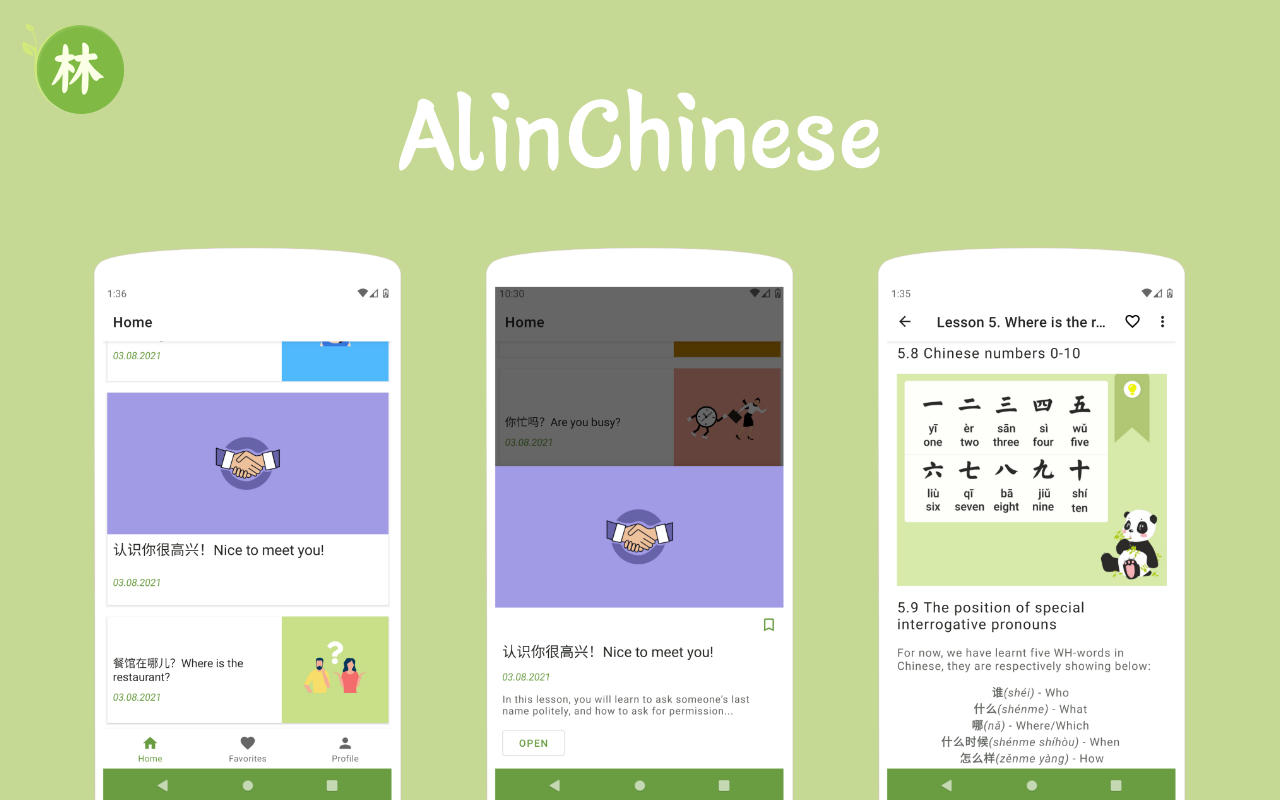 林
AlinChinese
1:36
Home
03.08.2021
认识你很高兴！Nice to meet you!
03.08.2021
餐馆在哪儿？Where is the
restaurant?
03.08.2021
Home Favorites Profile
10:30
Home
你忙吗？Are you busy?
03.08.2021
认识你很高兴！Nice to meet you!
03.08.2021
In this lesson, you will learn to ask someone's last
name politely, and how to ask for permission...
OPEN
1:35
Lesson 5. Where is the r...
5.8 Chinese numbers 0-10
一 二 三 四 五
yī èr sān sì wǔ
one two three four five
六 七 八 九 十
liù qī bā jiǔ shí
six seven eight nine ten
5.9 The position of special
interrogative pronouns
For now, we have learnt five WH-words in
Chinese, they are respectively showing below:
谁(shéi) - Who
什么(shénme) - What
哪(nǎ) - Where/Which
什么时候(shénme shíhòu) - When
怎么样(zěnme yàng) - How